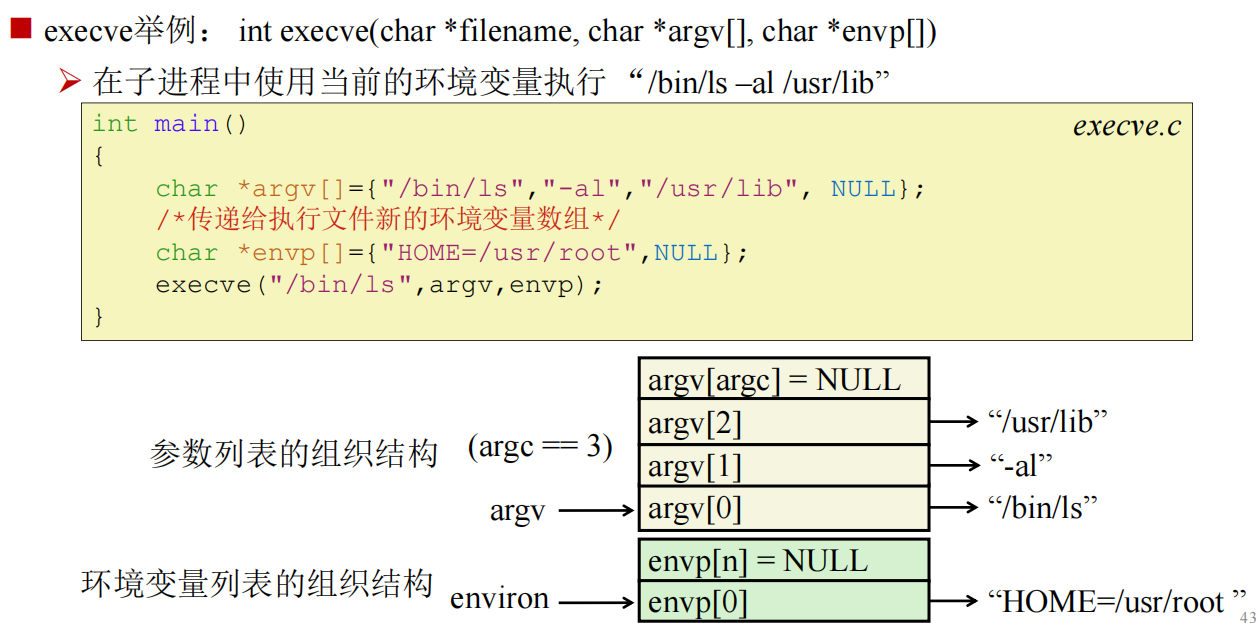 execve举例： int execve(char *filename, char *argv[], char *envp[])
在子进程中使用当前的环境变量执行 “/bin/ls –al /usr/lib”
int main() execve.c
{
char *argv[]={"/bin/ls","-al","/usr/lib", NULL};
/*传递给执行文件新的环境变量数组*/
char *envp[]={"HOME=/usr/root",NULL};
execve("/bin/ls",argv,envp);
}
argv[argc] = NULL
argv[2] “/usr/lib”
参数列表的组织结构 (argc == 3)
argv[1] “-al”
argv argv[0] “/bin/ls”
envp[n] = NULL
环境变量列表的组织结构
environ envp[0] “HOME=/usr/root ”
43